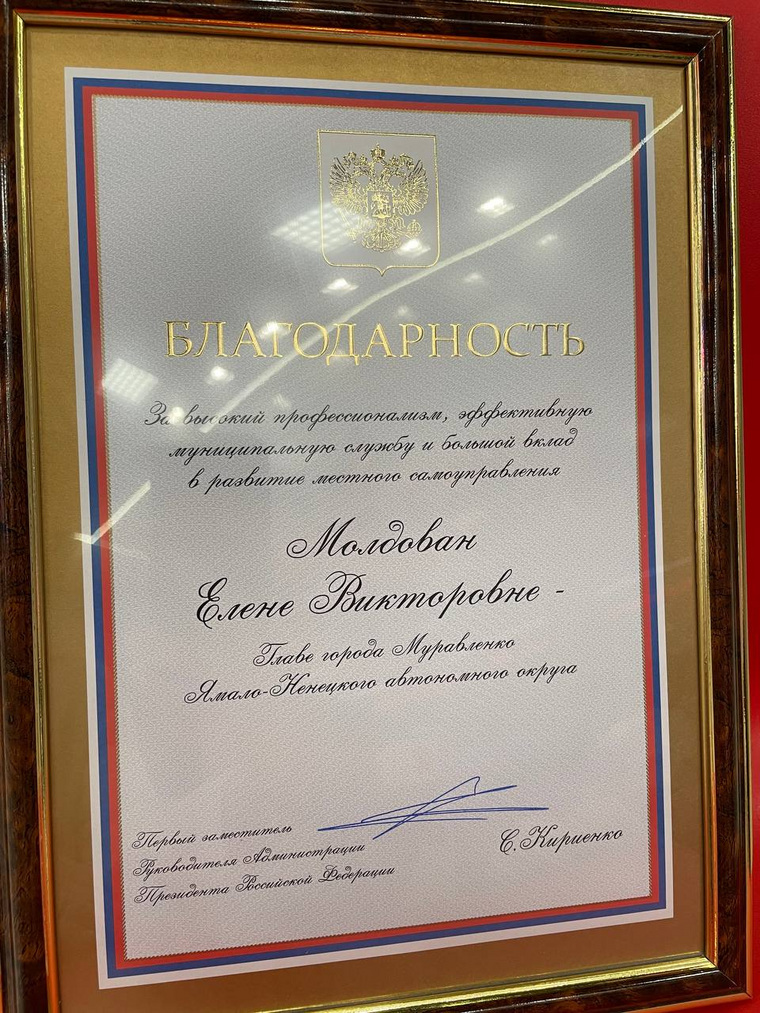 БЛАГОДАРНОСТЬ
За высокий профессионализм, эффективную
муниципальную службу и большой вклад
в развитие местного самоуправления
Молдован
Елене Викторовне -
Главе города Муравленко
Ямало-Ненецкого автономного округа
Первый заместитель
Руководителя Администрации
Президента Российской Федерации
С.Кириенко